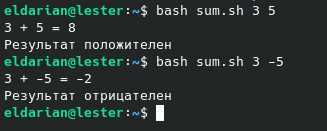 eldarian@lester:~$ bash sum.sh 3 5
3 + 5 = 8
Результат положителен
eldarian@lester:~$ bash sum.sh 3 -5
3 + -5 = -2
Результат отрицателен
eldarian@lester:~$